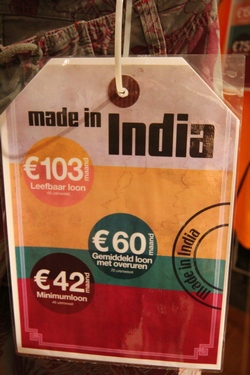 made in India
€103 maand
Leefbaar loon
€60 maand
Gemiddeld loon
met overuren
€42 maand
Minimumloon
made in India